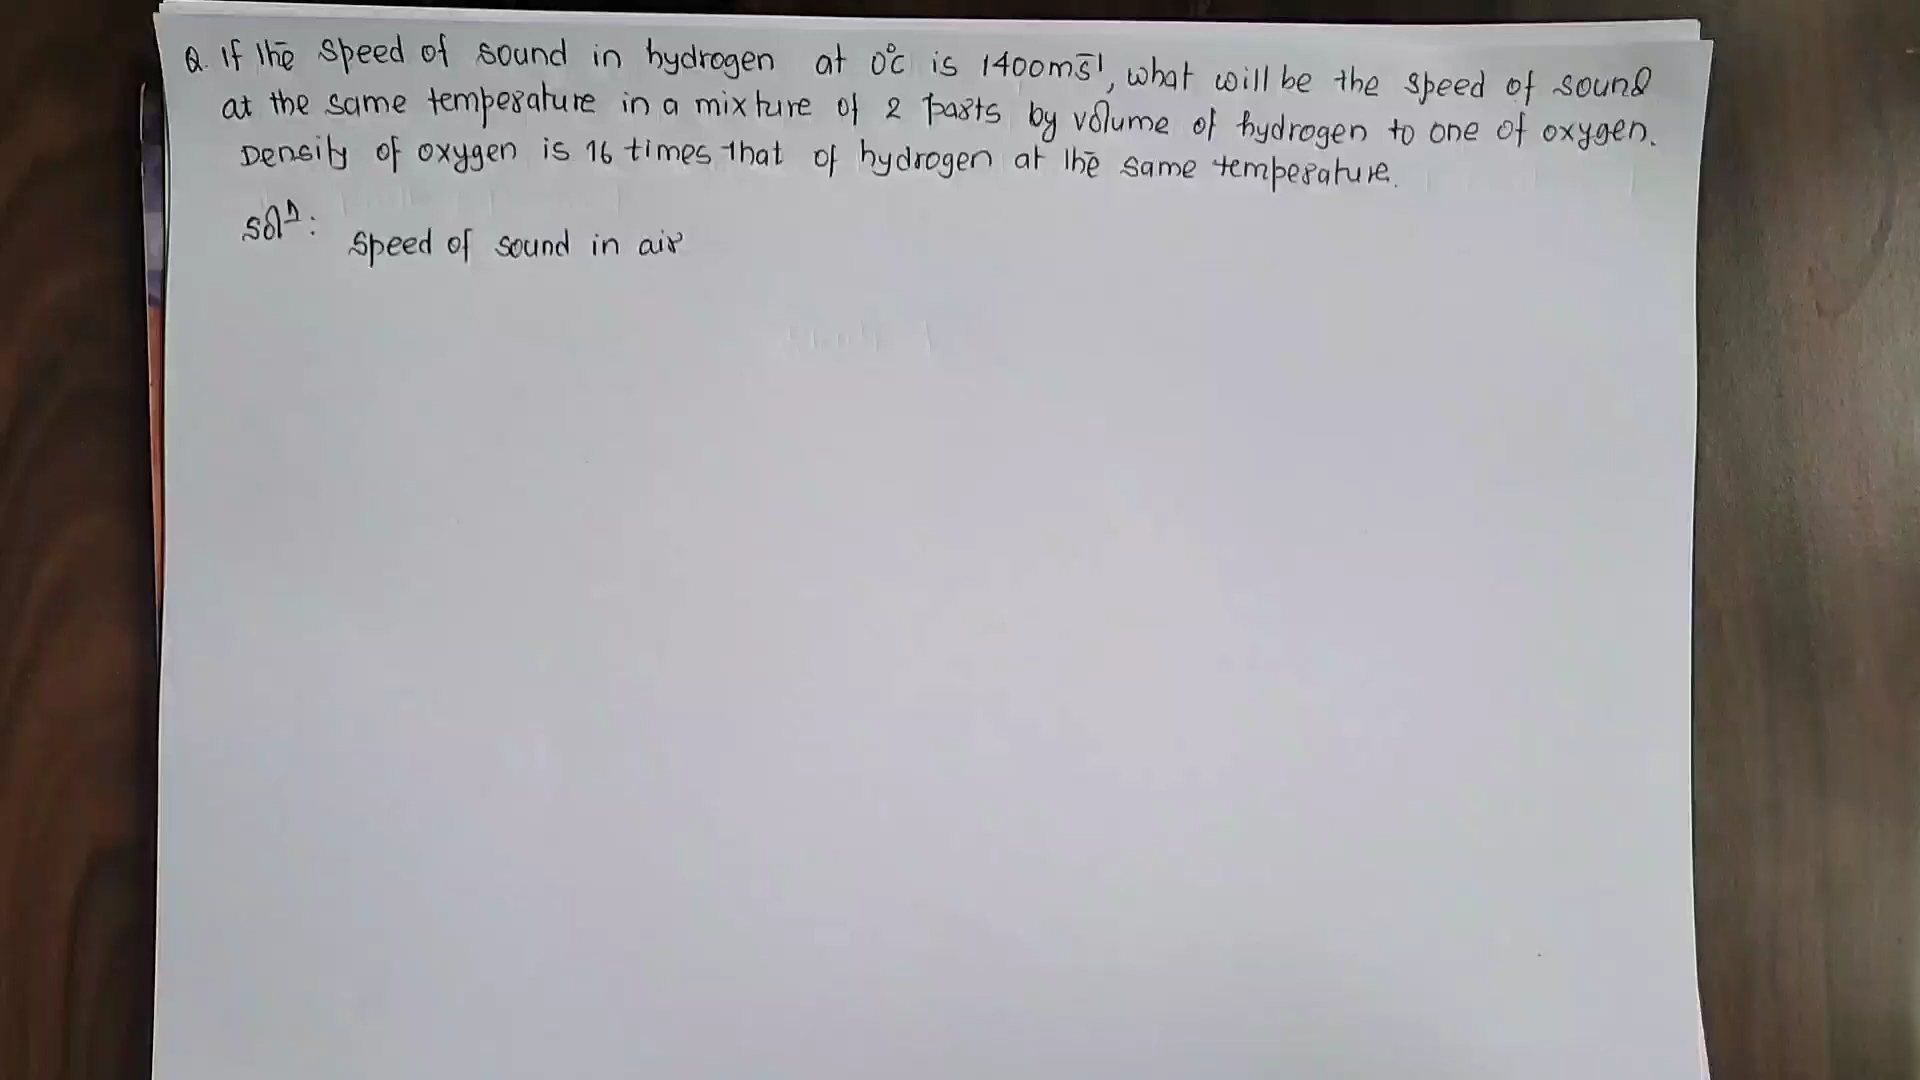 Q. If the speed of sound in hydrogen at 0°C is 1400ms⁻¹, what will be the speed of sound
at the same temperature in a mixture of 2 parts by volume of hydrogen to one of oxygen.
Density of oxygen is 16 times that of hydrogen at the same temperature.
Solⁿ:
Speed of sound in air